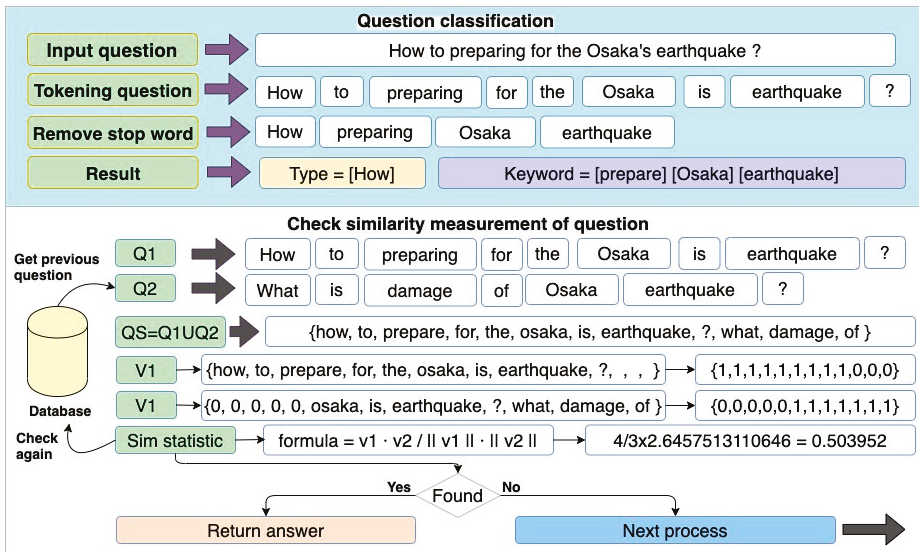 Question classification
Input question How to preparing for the Osaka's earthquake ?
Tokening question How to preparing for the Osaka is earthquake ?
Remove stop word How preparing Osaka earthquake
Result Type = [How] Keyword = [prepare] [Osaka] [earthquake]
Check similarity measurement of question
Get previous
question
Q1 How to preparing for the Osaka is earthquake ?
Q2 What is damage of Osaka earthquake ?
QS=Q1UQ2 {how, to, prepare, for, the, osaka, is, earthquake, ?, what, damage, of }
V1 {how, to, prepare, for, the, osaka, is, earthquake, ?, , , } {1,1,1,1,1,1,1,1,1,0,0,0}
V1 {0, 0, 0, 0, 0, osaka, is, earthquake, ?, what, damage, of } {0,0,0,0,0,1,1,1,1,1,1,1}
Database
Check
again
Sim statistic formula = v1 · v2 / || v1 || · || v2 || 4/3x2.6457513110646 = 0.503952
Yes Found No
Return answer Next process